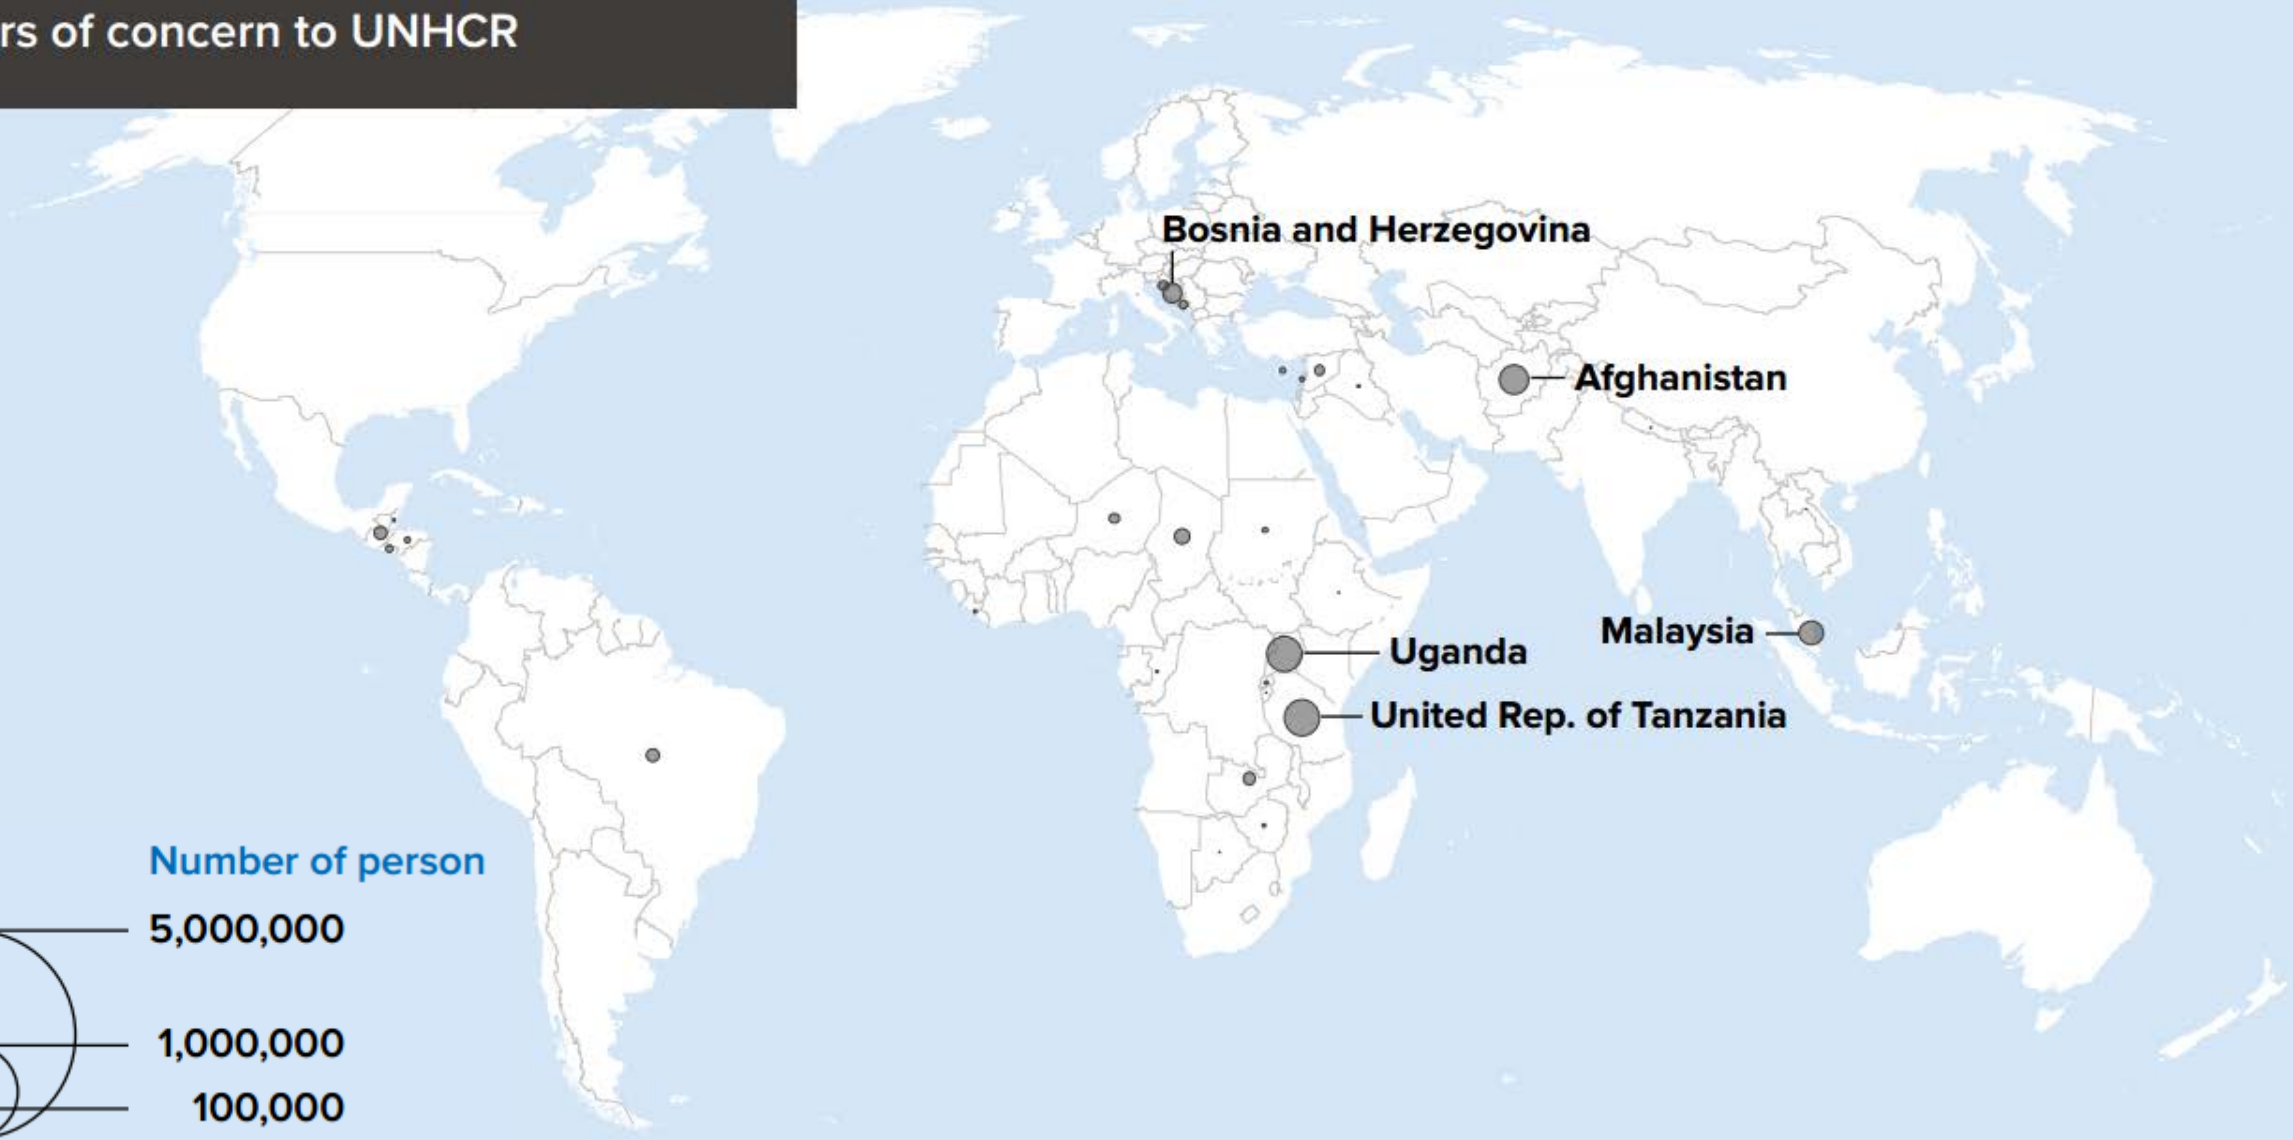 rs of concern to UNHCR
Bosnia and Herzegovina
Afghanistan
Malaysia
Uganda
United Rep. of Tanzania
Number of person
5,000,000
1,000,000
100,000